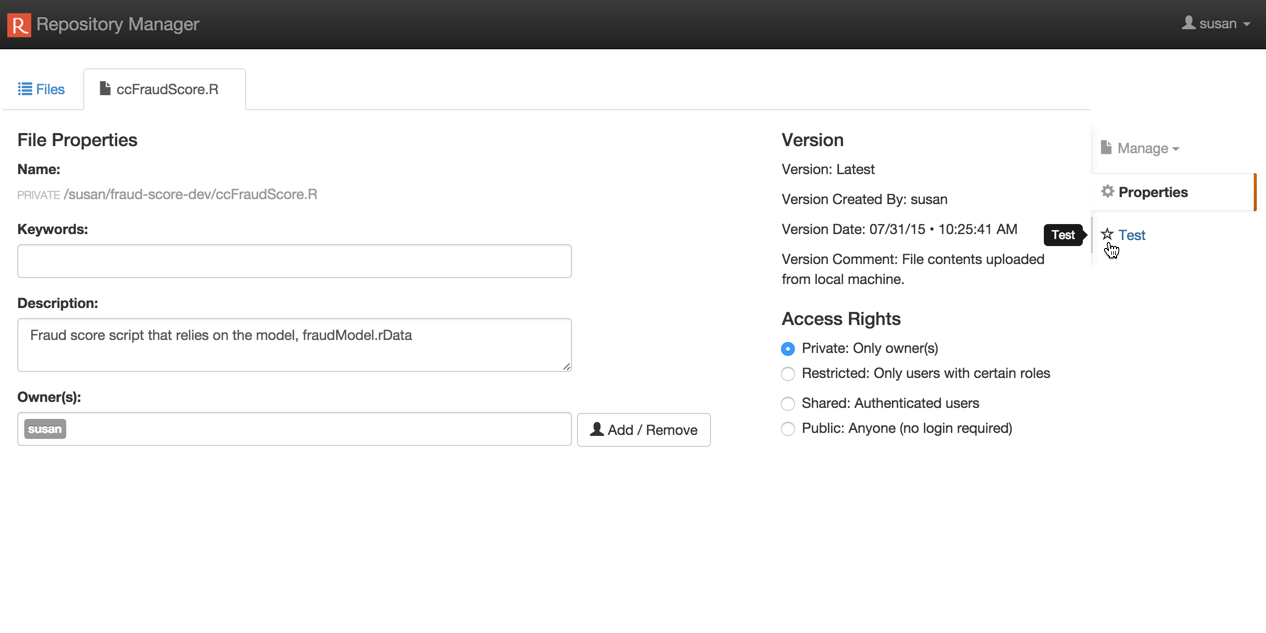 R Repository Manager
susan
Files
ccFraudScore.R
File Properties
Name:
PRIVATE /susan/fraud-score-dev/ccFraudScore.R
Keywords:
Description:
Fraud score script that relies on the model, fraudModel.rData
Owner(s):
susan
Add / Remove
Version
Version: Latest
Version Created By: susan
Version Date: 07/31/15 • 10:25:41 AM
Version Comment: File contents uploaded
from local machine.
Access Rights
Private: Only owner(s)
Restricted: Only users with certain roles
Shared: Authenticated users
Public: Anyone (no login required)
Manage
Properties
Test
Test